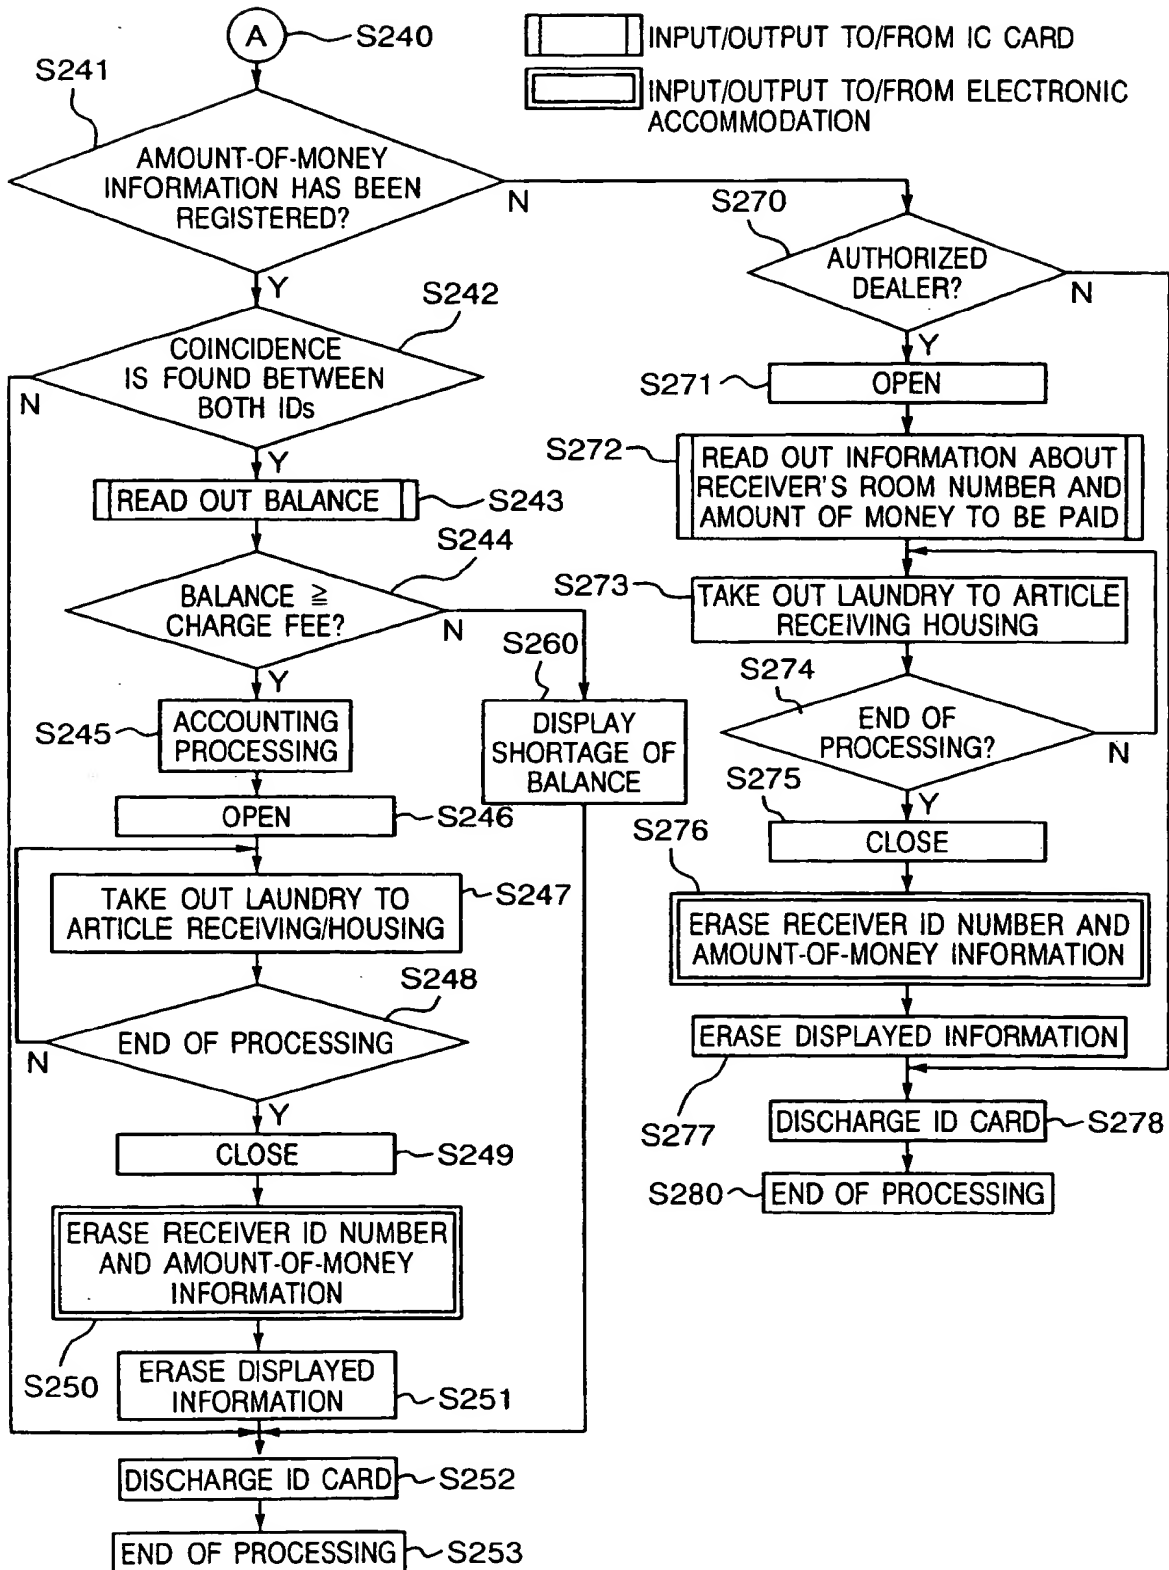 A
S240
INPUT/OUTPUT TO/FROM IC CARD
INPUT/OUTPUT TO/FROM ELECTRONIC
ACCOMMODATION
S241
AMOUNT-OF-MONEY
INFORMATION HAS BEEN
REGISTERED?
N
Y
S242
COINCIDENCE
IS FOUND BETWEEN
BOTH IDs
N
Y
READ OUT BALANCE
S243
S244
BALANCE ≧
CHARGE FEE?
N
Y
S260
DISPLAY
SHORTAGE OF
BALANCE
S245
ACCOUNTING
PROCESSING
OPEN
S246
TAKE OUT LAUNDRY TO
ARTICLE RECEIVING/HOUSING
S247
S248
END OF PROCESSING
N
Y
CLOSE
S249
ERASE RECEIVER ID NUMBER
AND AMOUNT-OF-MONEY
INFORMATION
S250
ERASE DISPLAYED
INFORMATION
S251
DISCHARGE ID CARD
S252
END OF PROCESSING
S253
S270
AUTHORIZED
DEALER?
N
Y
S271
OPEN
S272
READ OUT INFORMATION ABOUT
RECEIVER'S ROOM NUMBER AND
AMOUNT OF MONEY TO BE PAID
S273
TAKE OUT LAUNDRY TO ARTICLE
RECEIVING HOUSING
S274
END OF
PROCESSING?
N
Y
S275
CLOSE
S276
ERASE RECEIVER ID NUMBER AND
AMOUNT-OF-MONEY INFORMATION
ERASE DISPLAYED INFORMATION
S277
DISCHARGE ID CARD
S278
S280
END OF PROCESSING